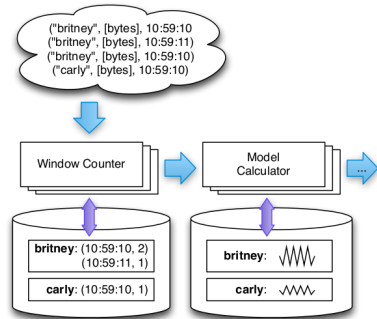 ("britney", [bytes], 10:59:10
("britney", [bytes], 10:59:11)
("britney", [bytes], 10:59:10)
("carly", [bytes], 10:59:10)
Window Counter
Model
Calculator
...
britney: (10:59:10, 2)
(10:59:11, 1)
carly: (10:59:10, 1)
britney:
carly: